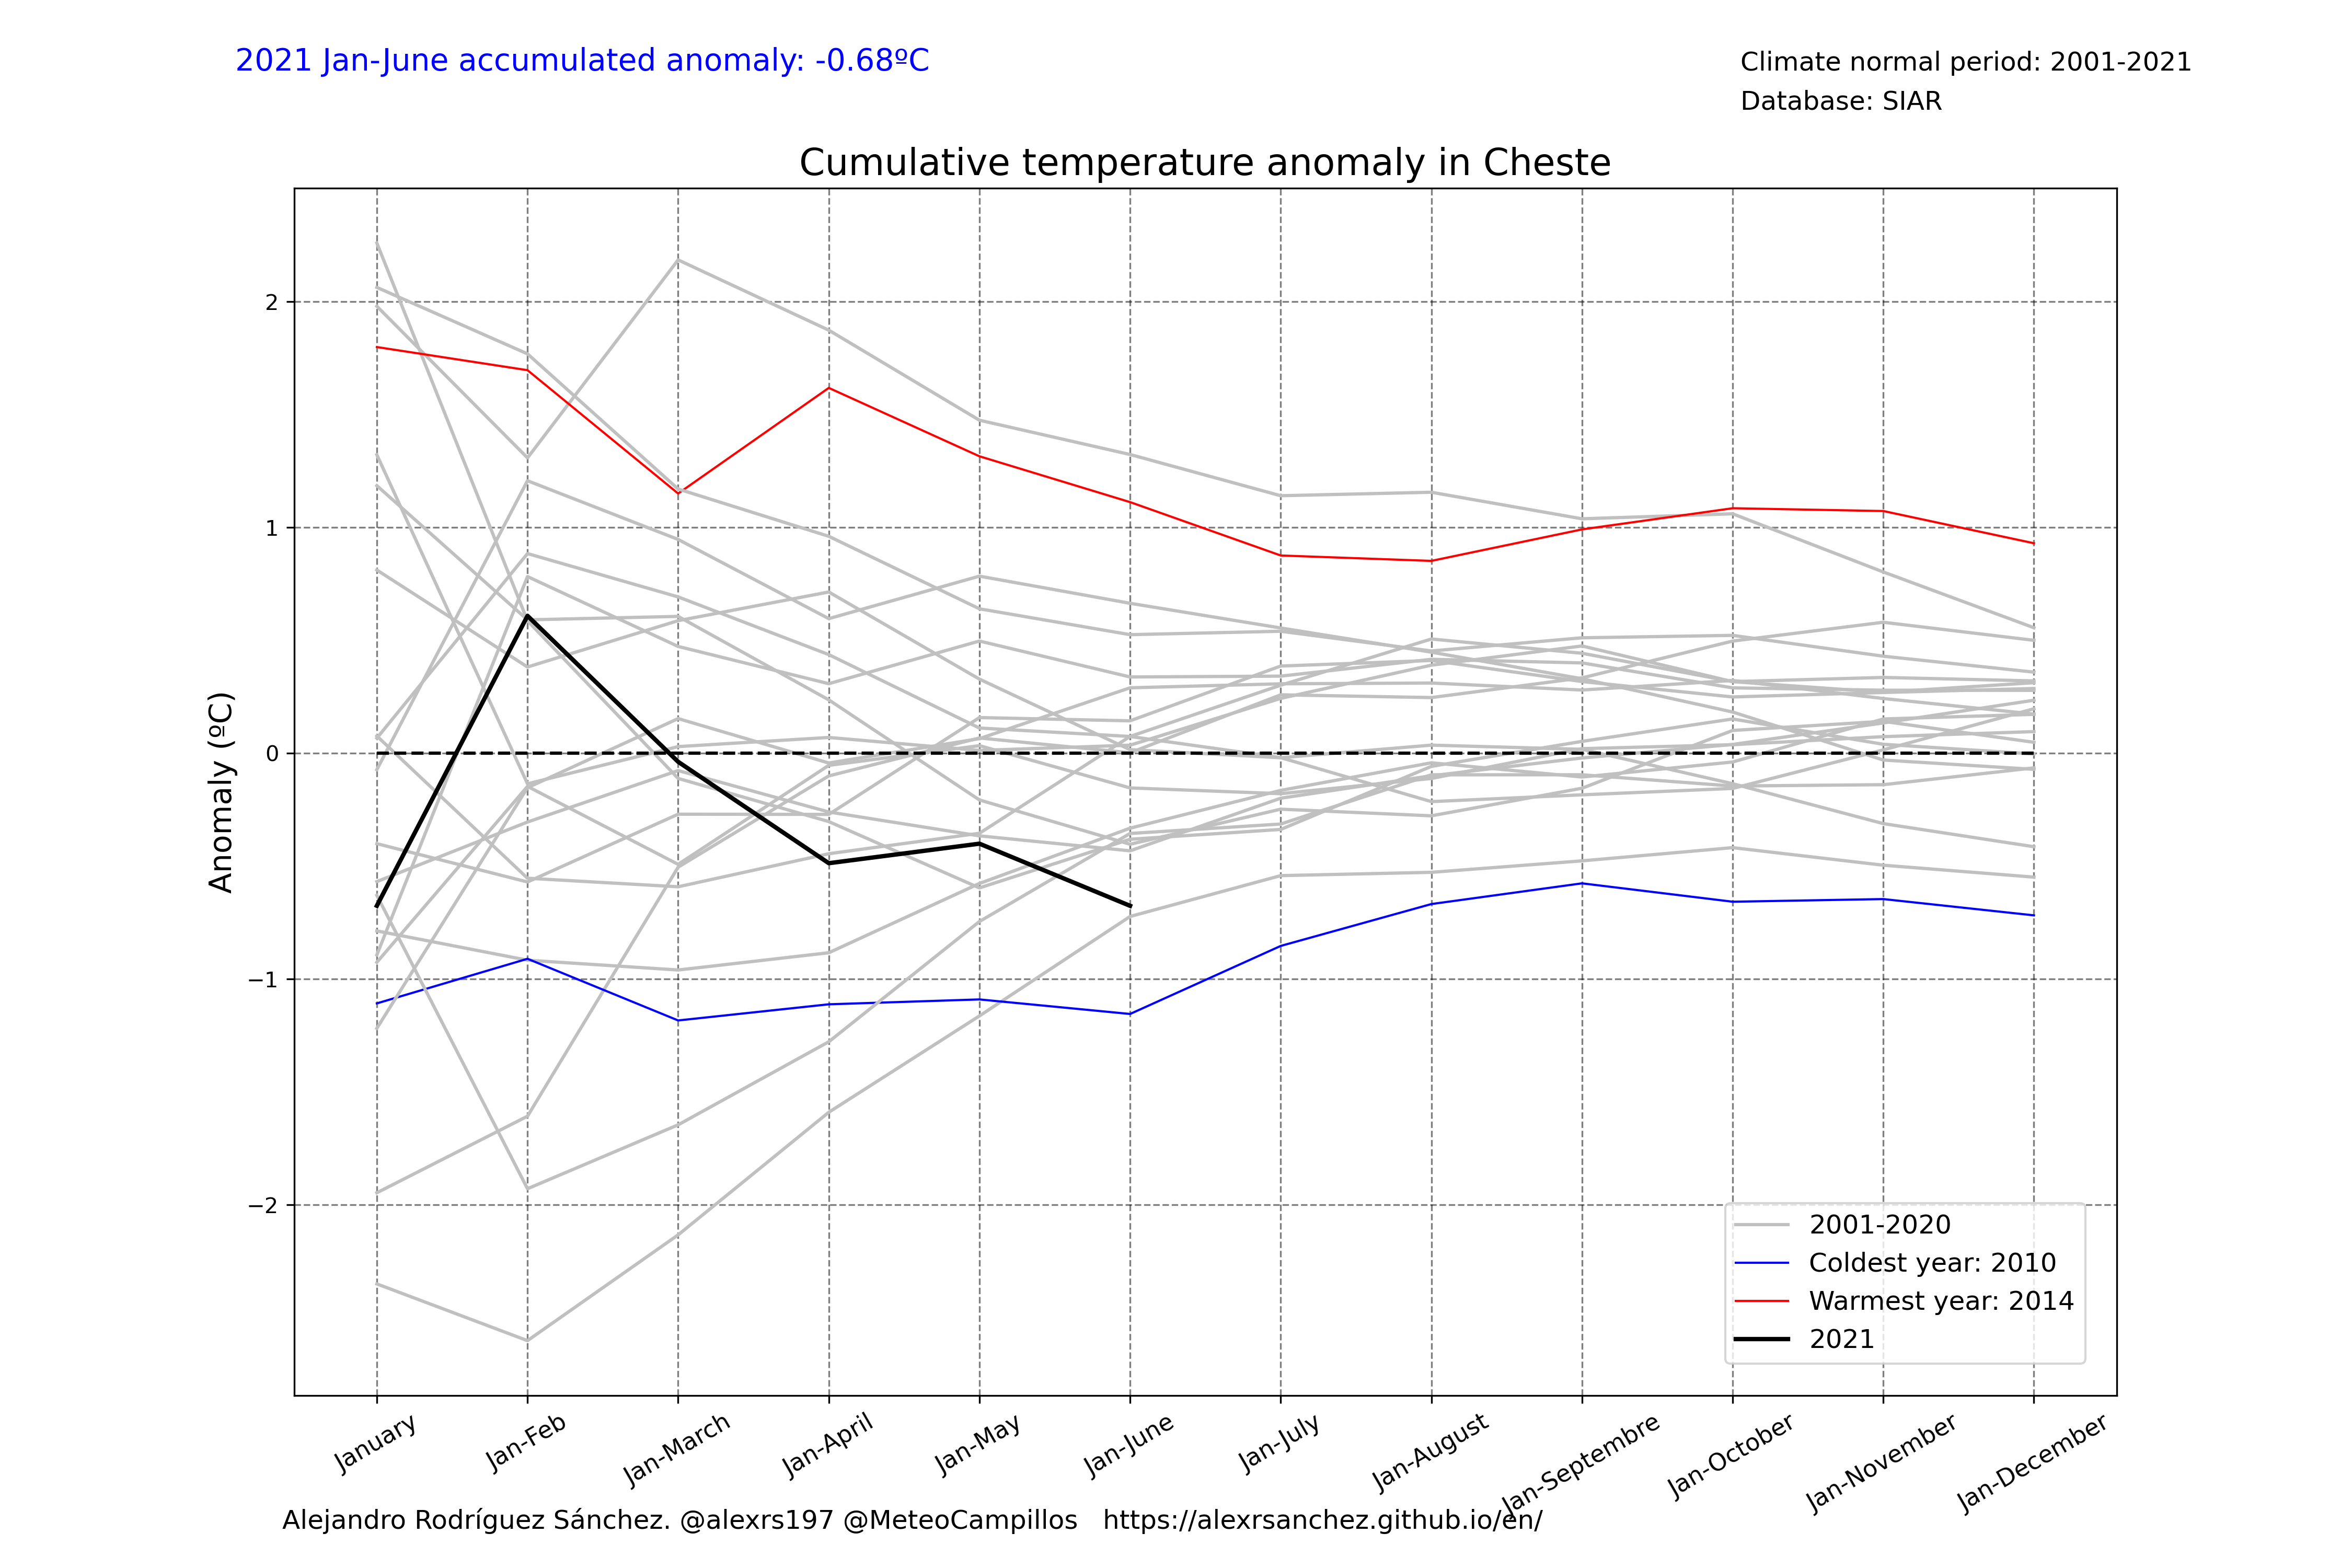 2021 Jan-June accumulated anomaly: -0.68ºC
Climate normal period: 2001-2021
Database: SIAR
Cumulative temperature anomaly in Cheste
Anomaly (ºC)
2
1
0
−1
−2
January
Jan-Feb
Jan-March
Jan-April
Jan-May
Jan-June
Jan-July
Jan-August
Jan-Septembre
Jan-October
Jan-November
Jan-December
2001-2020
Coldest year: 2010
Warmest year: 2014
2021
Alejandro Rodríguez Sánchez. @alexrs197 @MeteoCampillos https://alexrsanchez.github.io/en/